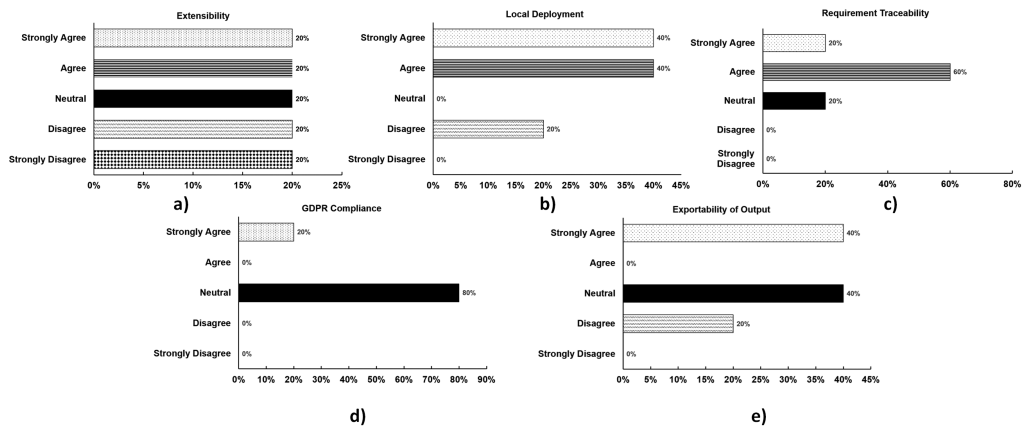 Extensibility
Strongly Agree
20%
Agree
20%
Neutral
20%
Disagree
20%
Strongly Disagree
20%
0% 5% 10% 15% 20% 25%
a)
Local Deployment
Strongly Agree
40%
Agree
40%
Neutral
0%
Disagree
20%
Strongly Disagree
0%
0% 5% 10% 15% 20% 25% 30% 35% 40% 45%
b)
Requirement Traceability
Strongly Agree
20%
Agree
60%
Neutral
20%
Disagree
0%
Strongly
Disagree
0%
0% 20% 40% 60% 80%
c)
GDPR Compliance
Strongly Agree
20%
Agree
0%
Neutral
80%
Disagree
0%
Strongly Disagree
0%
0% 10% 20% 30% 40% 50% 60% 70% 80% 90%
d)
Exportability of Output
Strongly Agree
40%
Agree
0%
Neutral
40%
Disagree
20%
Strongly Disagree
0%
0% 5% 10% 15% 20% 25% 30% 35% 40% 45%
e)